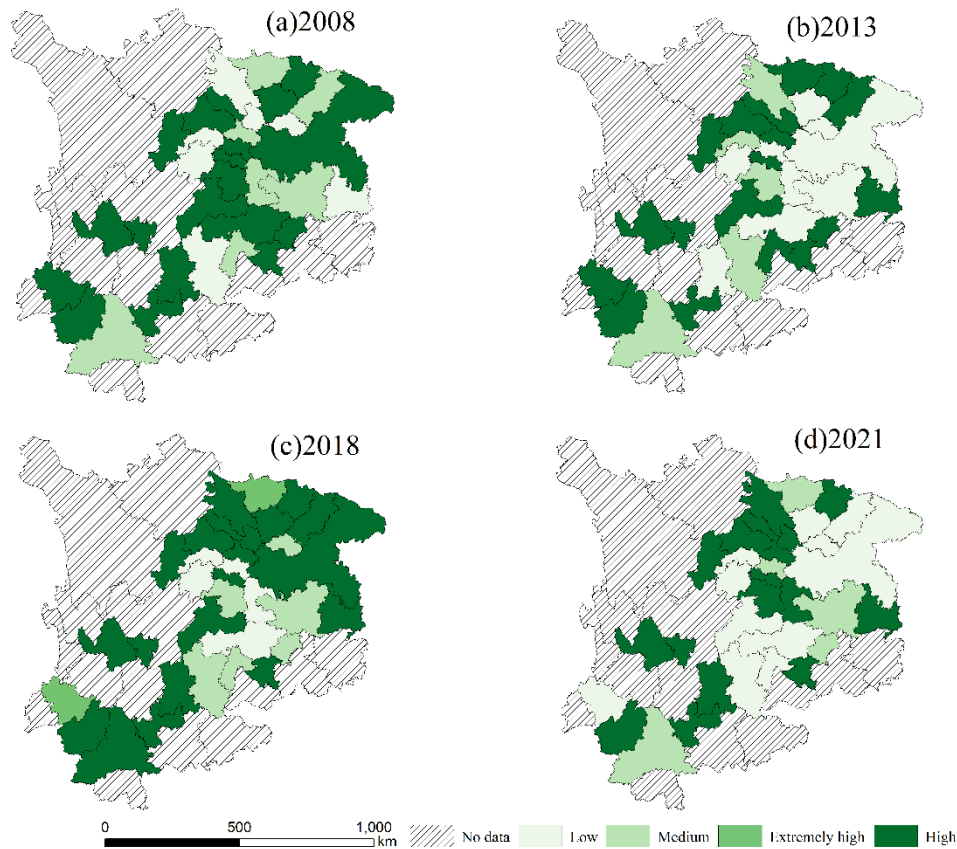 (a)2008
(b)2013
(c)2018
(d)2021
0 500 1,000
km
No data Low Medium Extremely high High